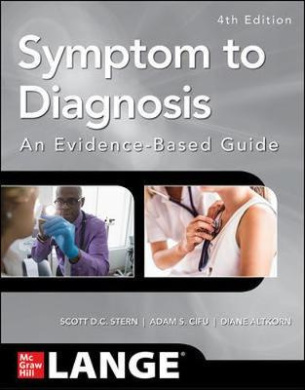 4th Edition
Symptom to
Diagnosis
An Evidence-Based Guide
SCOTT D.C. STERN | ADAM S. CIFU | DIANE ALTKORN
Mc
Graw
Hill
LANGE®